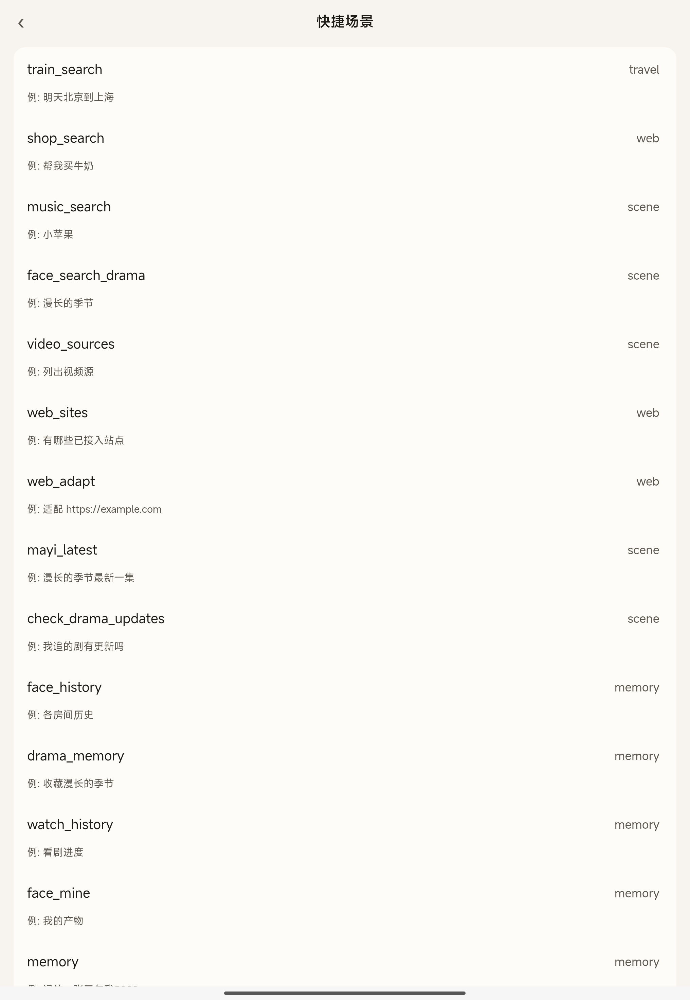 快捷场景
train_search travel
例: 明天北京到上海
shop_search web
例: 帮我买牛奶
music_search scene
例: 小苹果
face_search_drama scene
例: 漫长的季节
video_sources scene
例: 列出视频源
web_sites web
例: 有哪些已接入站点
web_adapt web
例: 适配 https://example.com
mayi_latest scene
例: 漫长的季节最新一集
check_drama_updates scene
例: 我追的剧有更新吗
face_history memory
例: 各房间历史
drama_memory memory
例: 收藏漫长的季节
watch_history memory
例: 看剧进度
face_mine memory
例: 我的产物
memory memory